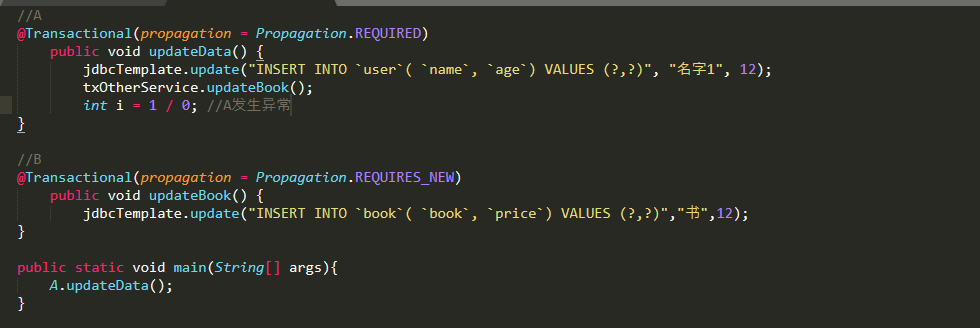 //A
@Transactional(propagation = Propagation.REQUIRED)
public void updateData() {
jdbcTemplate.update("INSERT INTO `user`( `name`, `age`) VALUES (?,?)", "名字1", 12);
txOtherService.updateBook();
int i = 1 / 0; //A发生异常
}
//B
@Transactional(propagation = Propagation.REQUIRES_NEW)
public void updateBook() {
jdbcTemplate.update("INSERT INTO `book`( `book`, `price`) VALUES (?,?)","书",12);
}
public static void main(String[] args){
A.updateData();
}